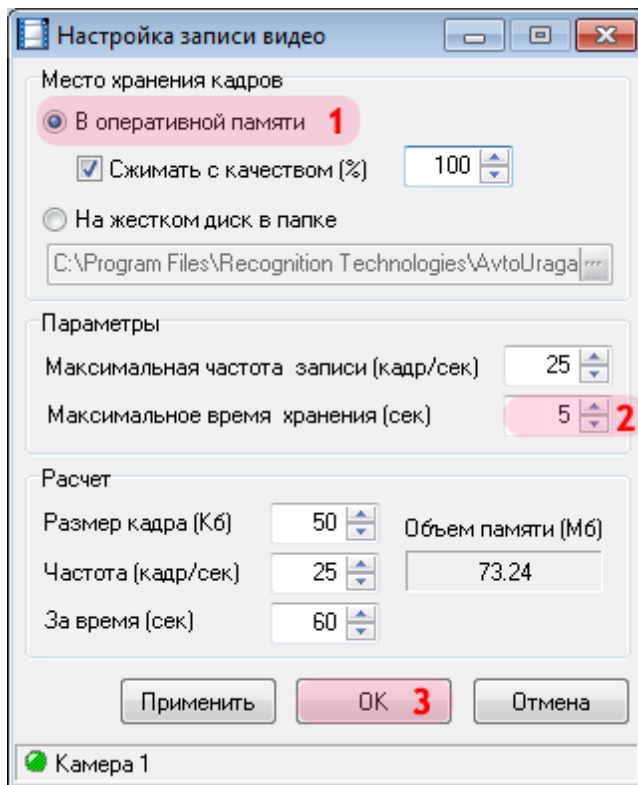 Настройка записи видео
Место хранения кадров
В оперативной памяти 1
Сжимать с качеством (%) 100
На жестком диск в папке
C:\Program Files\Recognition Technologies\AvtoUraga ...
Параметры
Максимальная частота записи (кадр/сек) 25
Максимальное время хранения (сек) 5 2
Расчет
Размер кадра (Кб) 50 Объем памяти (Мб)
Частота (кадр/сек) 25 73.24
За время (сек) 60
Применить OK 3 Отмена
Камера 1